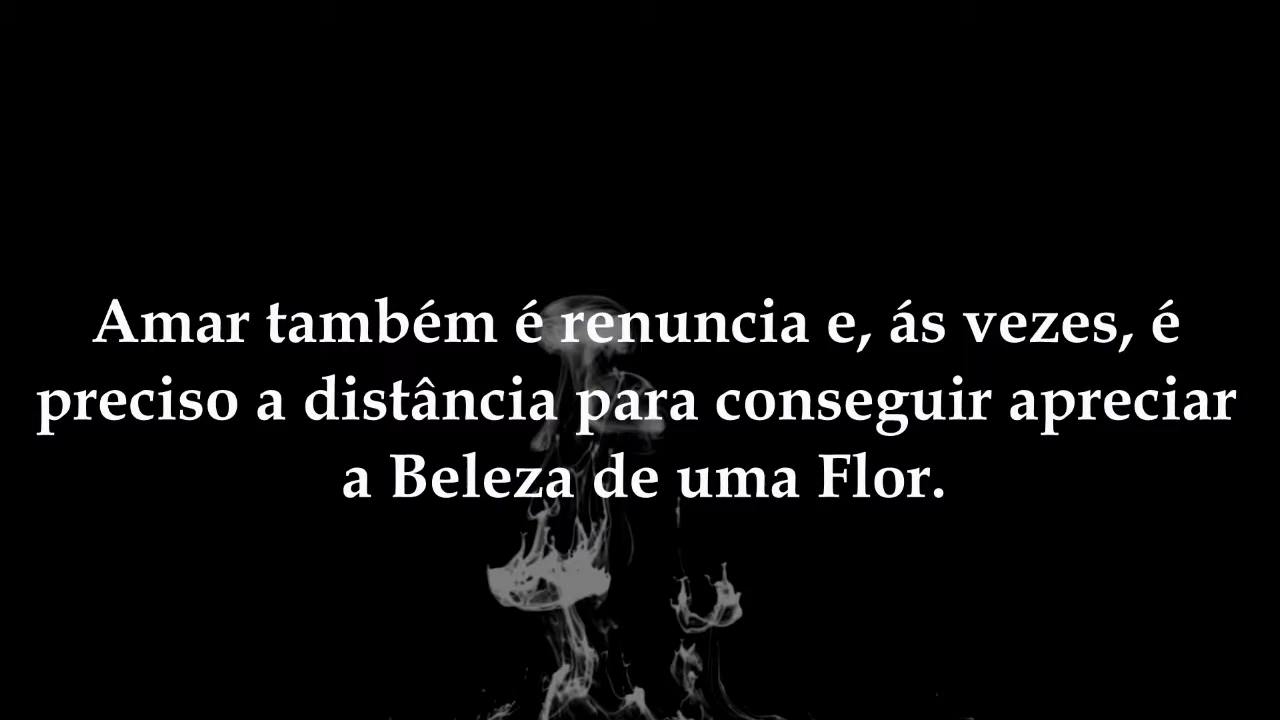 Amar também é renuncia e, ás vezes, é
preciso a distância para conseguir apreciar
a Beleza de uma Flor.